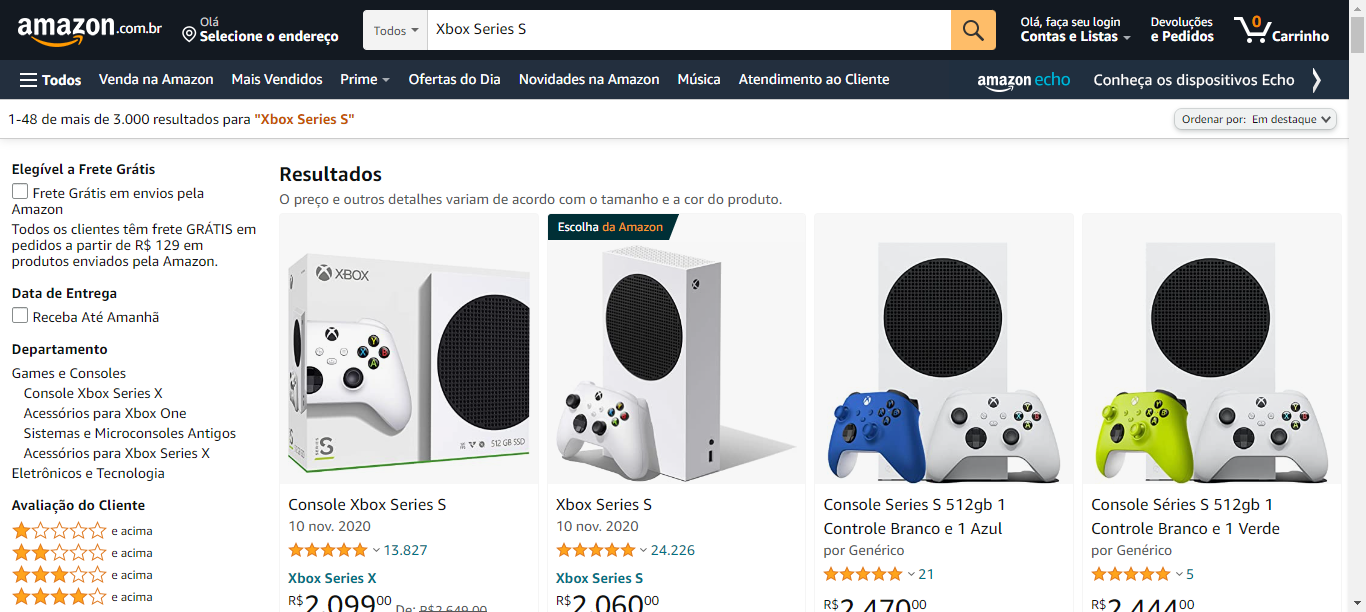 amazon.com.br
Olá
Selecione o endereço
Todos
Xbox Series S
Olá, faça seu login
Contas e Listas
Devoluções
e Pedidos
0
Carrinho
Todos
Venda na Amazon
Mais Vendidos
Prime
Ofertas do Dia
Novidades na Amazon
Música
Atendimento ao Cliente
amazon echo
Conheça os dispositivos Echo
1-48 de mais de 3.000 resultados para "Xbox Series S"
Ordenar por: Em destaque
Elegível a Frete Grátis
Frete Grátis em envios pela
Amazon
Todos os clientes têm frete GRÁTIS em
pedidos a partir de R$ 129 em
produtos enviados pela Amazon.
Data de Entrega
Receba Até Amanhã
Departamento
Games e Consoles
Console Xbox Series X
Acessórios para Xbox One
Sistemas e Microconsoles Antigos
Acessórios para Xbox Series X
Eletrônicos e Tecnologia
Avaliação do Cliente
e acima
e acima
e acima
e acima
Resultados
O preço e outros detalhes variam de acordo com o tamanho e a cor do produto.
XBOX
SERIES
S
512 GB SSD
Console Xbox Series S
10 nov. 2020
13.827
Xbox Series X
R$ 2.099 00 De: R$2.649,00
Escolha da Amazon
Xbox Series S
10 nov. 2020
24.226
Xbox Series S
R$ 2.060 00
Console Series S 512gb 1
Controle Branco e 1 Azul
por Genérico
21
R$ 2.470 00
Console Séries S 512gb 1
Controle Branco e 1 Verde
por Genérico
5
R$ 2.444 00